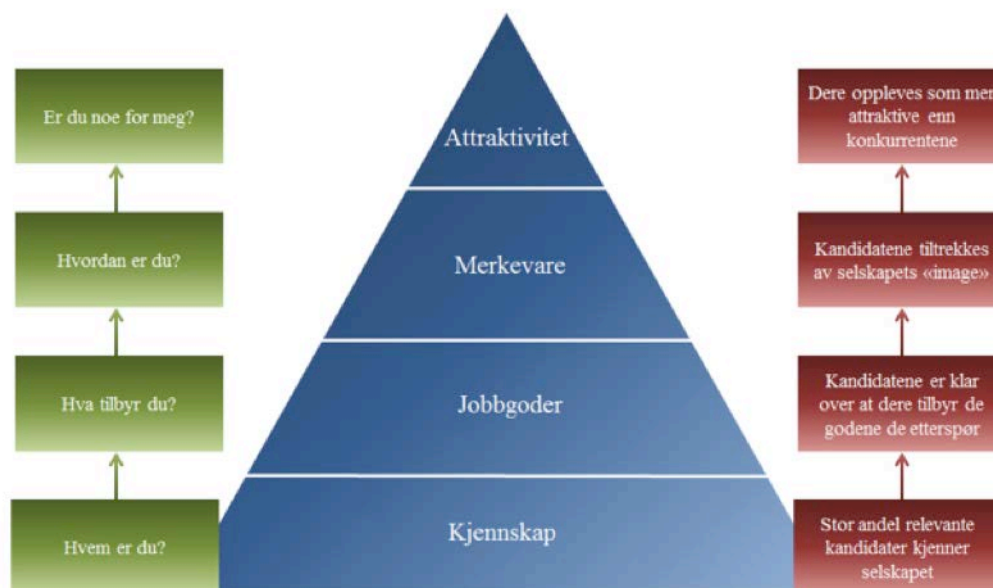 Er du noe for meg?
Hvordan er du?
Hva tilbyr du?
Hvem er du?
Attraktivitet
Merkevare
Jobbgoder
Kjennskap
Dere oppleves som mer
attraktive enn
konkurrentene
Kandidatene tiltrekkes
av selskapets «image»
Kandidatene er klar
over at dere tilbyr de
godene de etterspør
Stor andel relevante
kandidater kjenner
selskapet